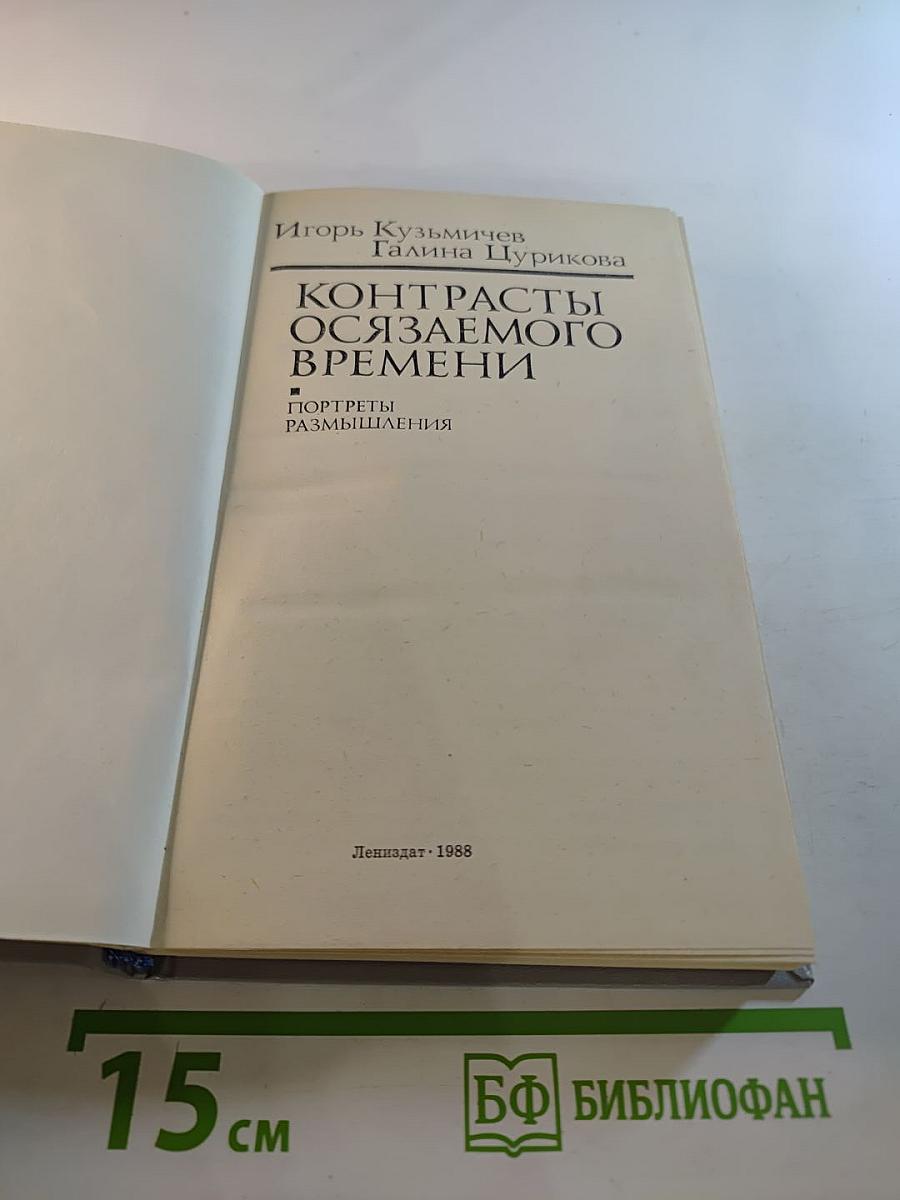 Игорь Кузьмичев
Галина Цурикова
КОНТРАСТЫ
ОСЯЗАЕМОГО
ВРЕМЕНИ
ПОРТРЕТЫ
РАЗМЫШЛЕНИЯ
Лениздат · 1988
15 см
БФ БИБЛИОФАН